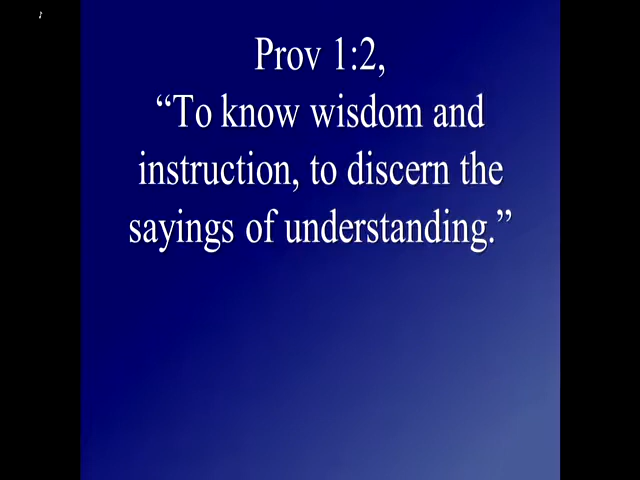 Prov 1:2,
“To know wisdom and
instruction, to discern the
sayings of understanding.”